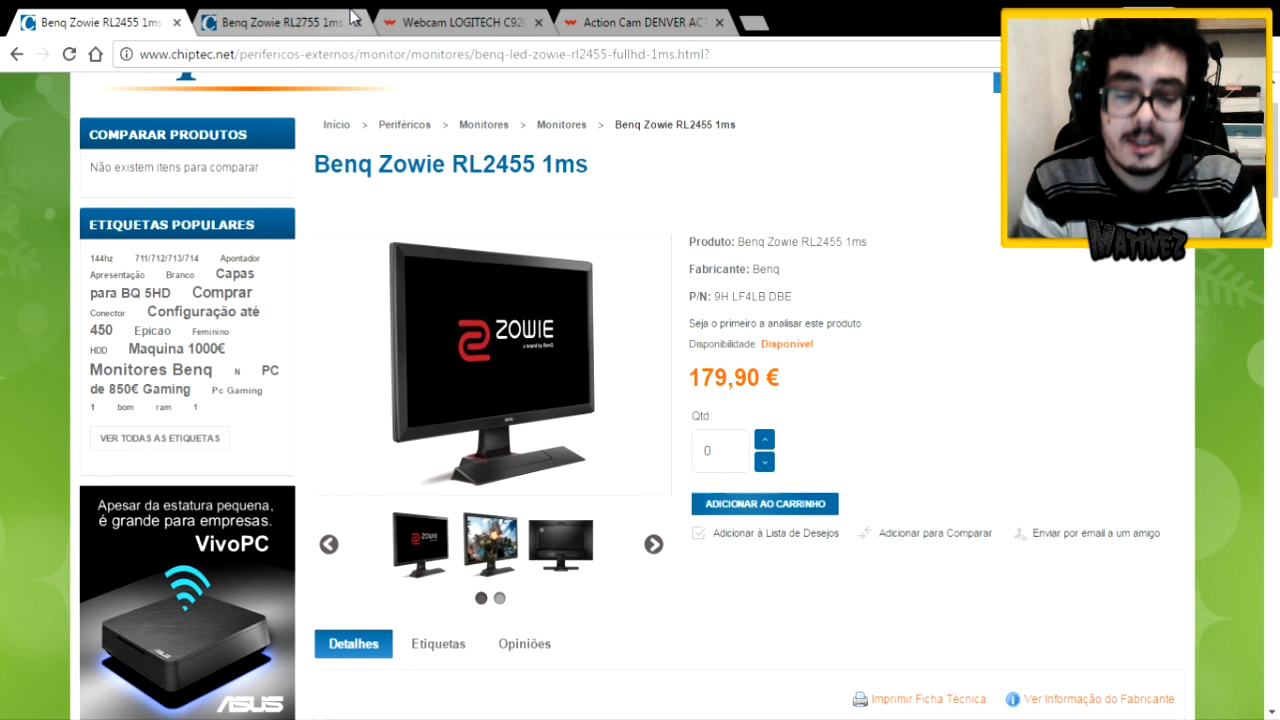 Benq Zowie RL2455 1ms
Benq Zowie RL2755 1ms
Webcam LOGITECH C920
Action Cam DENVER ACT
www.chiptec.net/perifericos-externos/monitor/monitores/benq-led-zowie-rl2455-fullhd-1ms.html?
COMPARAR PRODUTOS
Não existem itens para comparar
ETIQUETAS POPULARES
144hz 711/712/713/714 Apontador
Apresentação Branco Capas
para BQ 5HD Comprar
Conector Configuração até
450 Epicao Feminino
HDD Maquina 1000€
Monitores Benq N PC
de 850€ Gaming Pc Gaming
1 bom ram 1
VER TODAS AS ETIQUETAS
Apesar da estatura pequena,
é grande para empresas.
VivoPC
ASUS
Início > Periféricos > Monitores > Monitores > Benq Zowie RL2455 1ms
Benq Zowie RL2455 1ms
ZOWIE
Produto: Benq Zowie RL2455 1ms
Fabricante: Benq
P/N: 9H.LF4LB.DBE
Seja o primeiro a analisar este produto
Disponibilidade: Disponível
179,90 €
Qtd:
0
ADICIONAR AO CARRINHO
Adicionar à Lista de Desejos
Adicionar para Comparar
Enviar por email a um amigo
Detalhes
Etiquetas
Opiniões
Imprimir Ficha Técnica
Ver Informação do Fabricante